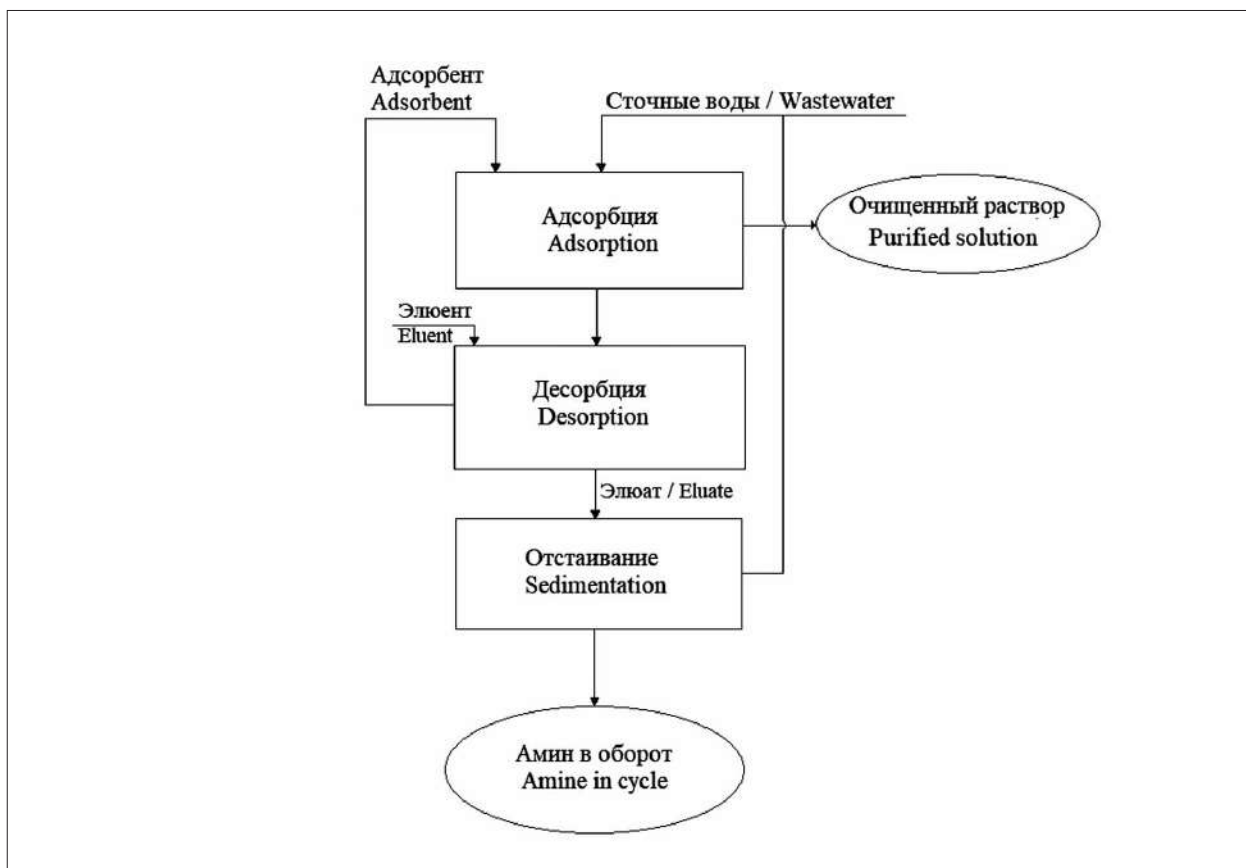 Адсорбент
Adsorbent
Сточные воды / Wastewater
Адсорбция
Adsorption
Очищенный раствор
Purified solution
Элюент
Eluent
Десорбция
Desorption
Элюат / Eluate
Отстаивание
Sedimentation
Амин в оборот
Amine in cycle